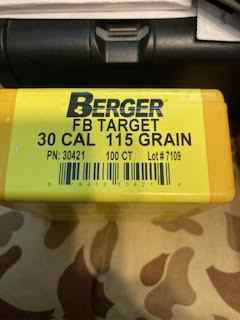 BERGER
FB TARGET
30 CAL 115 GRAIN
PN: 30421 100 CT Lot # 7109